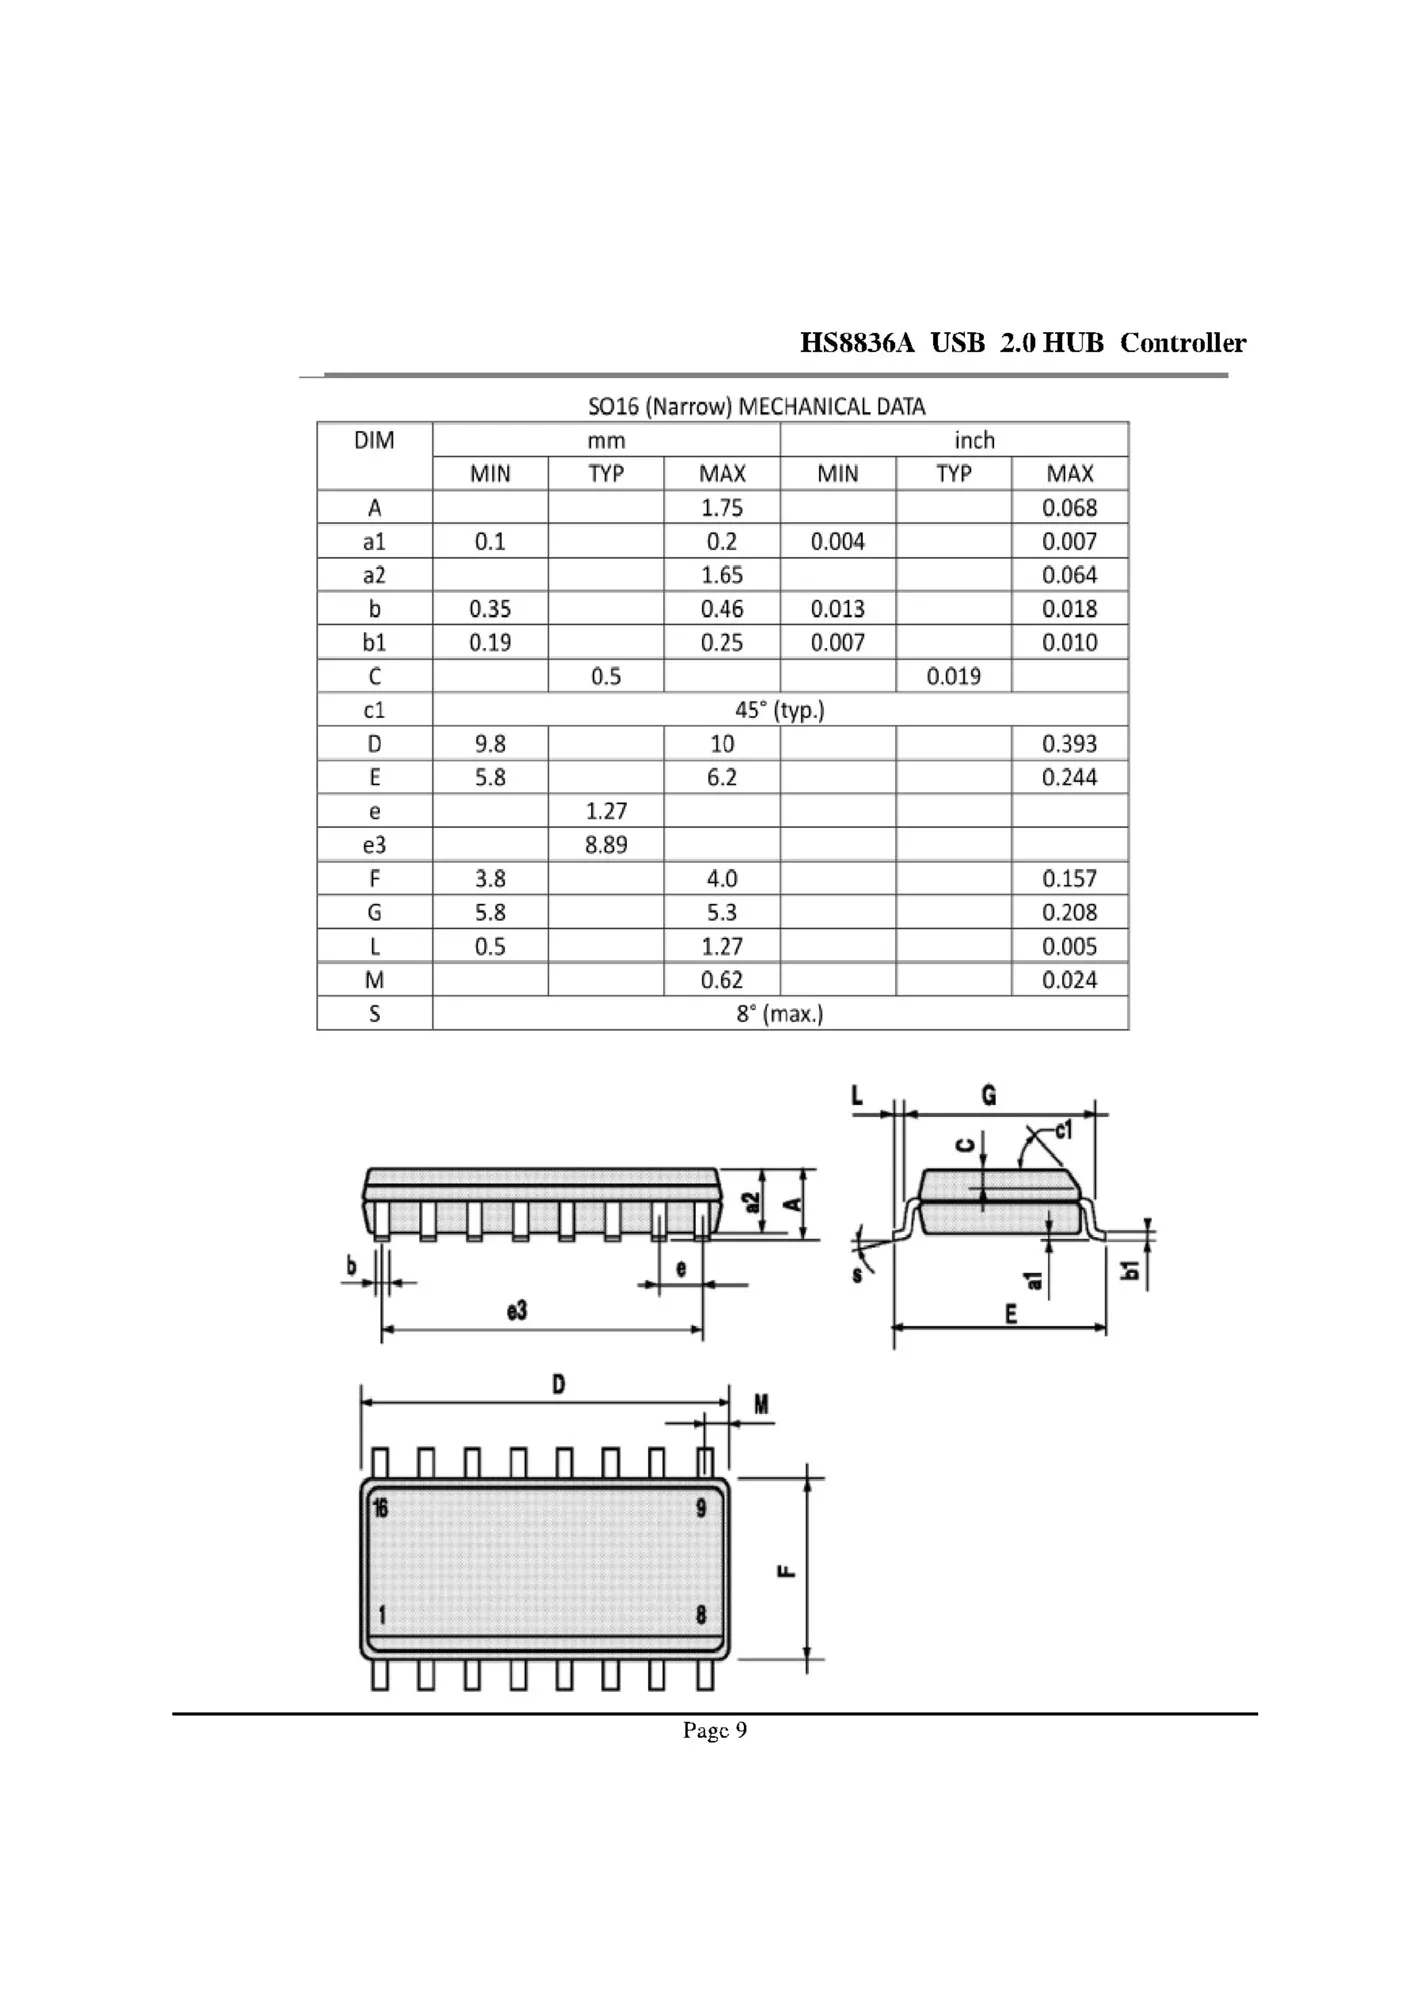 HS8836A USB 2.0 HUB Controller
SO16 (Narrow) MECHANICAL DATA
DIM mm inch
MIN TYP MAX MIN TYP MAX
A 1.75 0.068
a1 0.1 0.2 0.004 0.007
a2 1.65 0.064
b 0.35 0.46 0.013 0.018
b1 0.19 0.25 0.007 0.010
C 0.5 0.019
c1 45° (typ.)
D 9.8 10 0.393
E 5.8 6.2 0.244
e 1.27
e3 8.89
F 3.8 4.0 0.157
G 5.8 5.3 0.208
L 0.5 1.27 0.005
M 0.62 0.024
S 8° (max.)
L G
C c1
a2 A
b e
s a1 b1
e3 E
D
M
16 9
F
1 8
Page 9